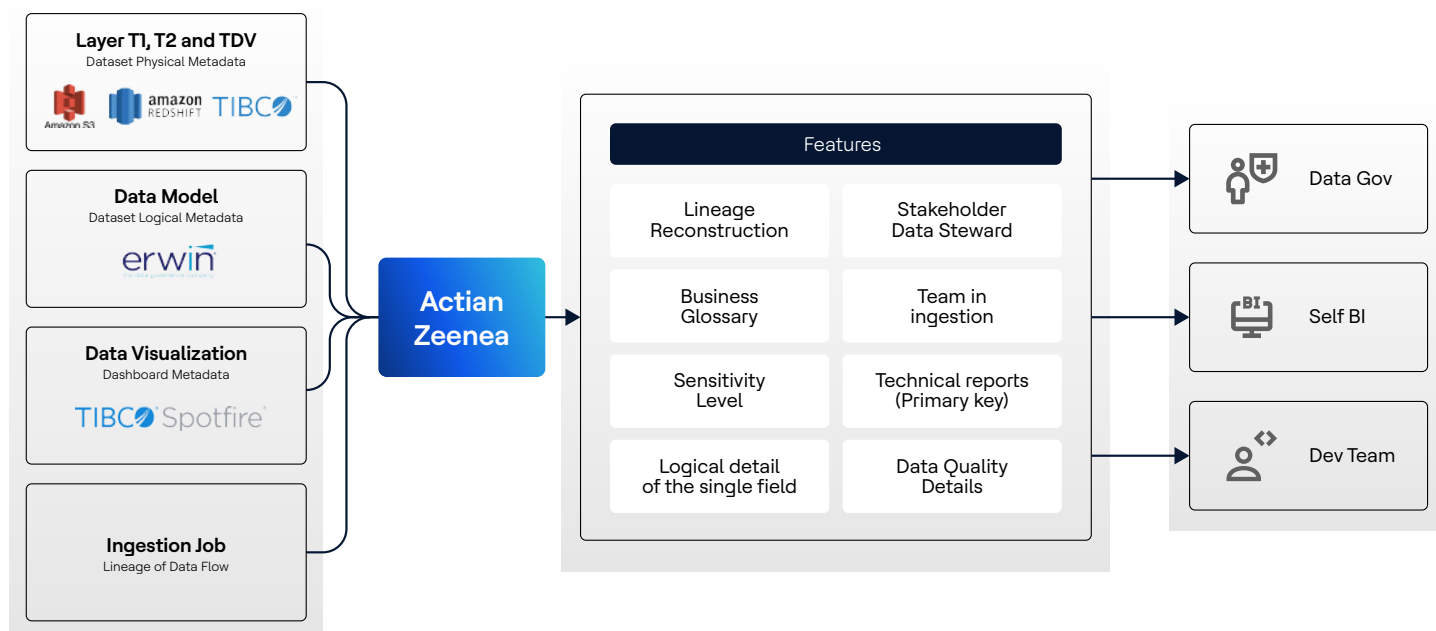 Layer T1, T2 and TDV
Dataset Physical Metadata
Amazon S3
amazon
REDSHIFT
TIBCO
Data Model
Dataset Logical Metadata
erwin
Data Visualization
Dashboard Metadata
TIBCO Spotfire
Ingestion Job
Lineage of Data Flow
Actian
Zeenea
Features
Lineage
Reconstruction
Stakeholder
Data Steward
Business
Glossary
Team in
ingestion
Sensitivity
Level
Technical reports
(Primary key)
Logical detail
of the single field
Data Quality
Details
Data Gov
BI
Self BI
Dev Team